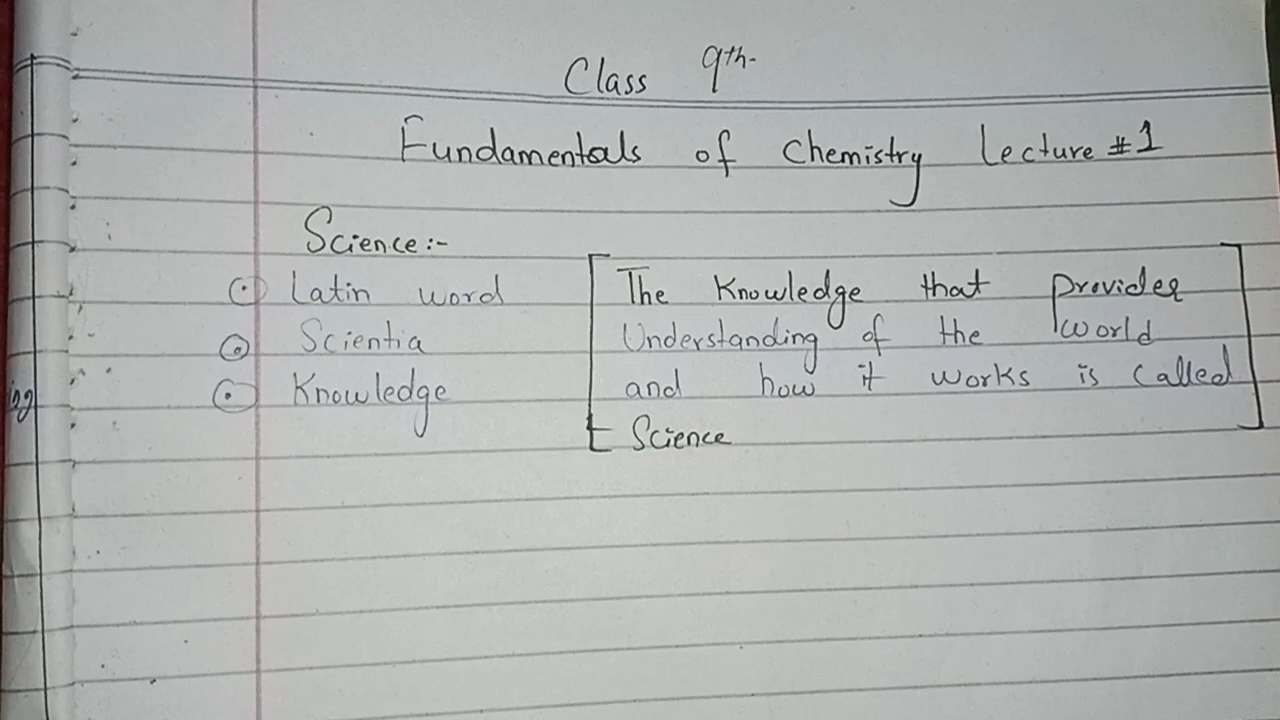 Class 9th-
Fundamentals of Chemistry Lecture #1
Science:-
Latin word
Scientia
Knowledge
The Knowledge that provides
Understanding of the world
and how it works is called
Science